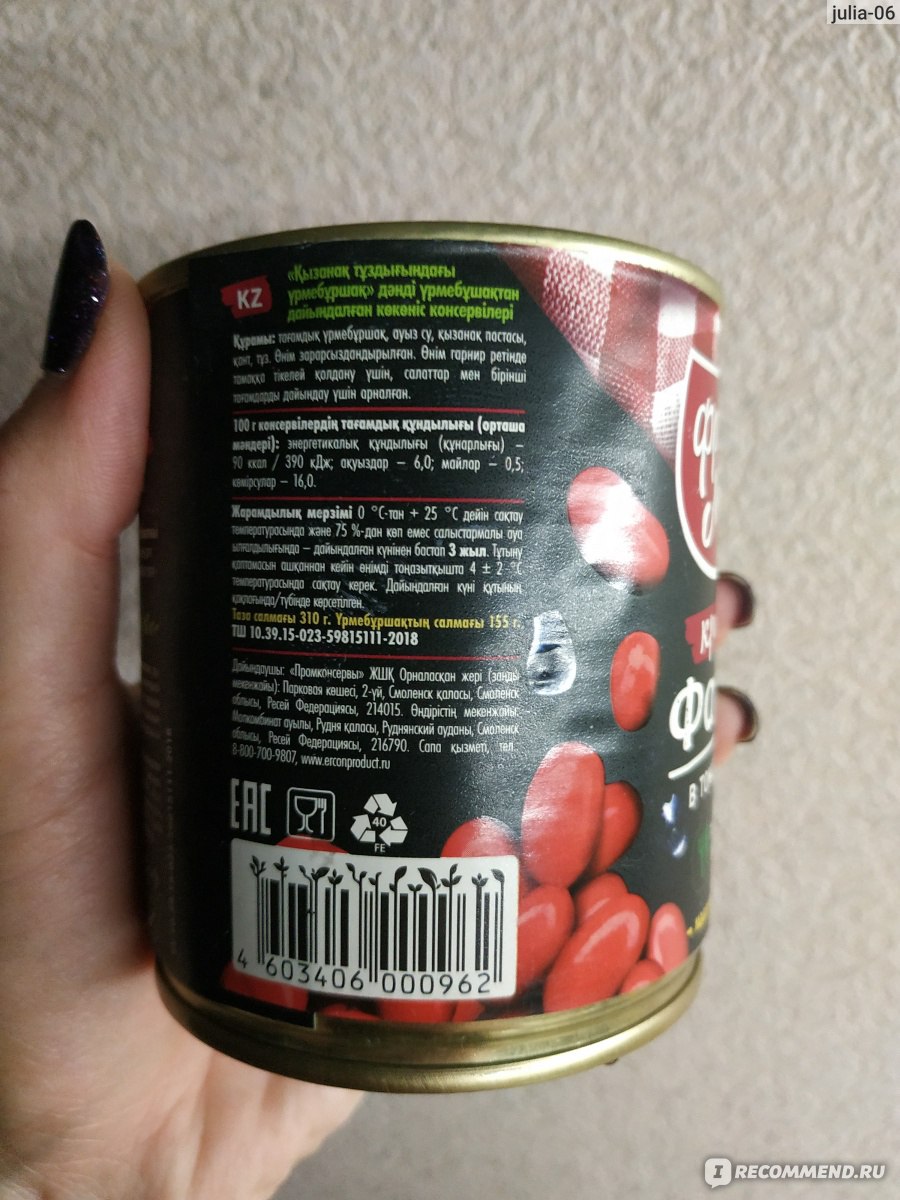 julia-06
KZ
«Қызанақ тұздығындағы
үрмебұршақ» дәнді үрмебұшақтан
дайындалған көкөніс консервілері
Құрамы: тағамдық үрмебұршақ, ауыз су, қызанақ пастасы,
қант, тұз. Өнім зарарсыздандырылған. Өнім гарнир ретінде
тамаққа тікелей қолдану үшін, салаттар мен бірінші
тағамдарды дайындау үшін арналған.
100 г консервілердің тағамдық құндылығы (орташа
мәндері): энергетикалық құндылығы (құнарлығы) –
90 ккал / 390 кДж; ақуыздар – 6,0; майлар – 0,5;
көмірсулар – 16,0.
Жарамдылық мерзімі 0 °С-тан + 25 °С дейін сақтау
температурасында және 75 %-дан көп емес салыстармалы ауа
ылғалдылығында – дайындалған күнінен бастап 3 жыл. Тұтыну
қаптамасын ашқаннан кейін өнімді тоңазытқышта 4 ± 2 °С
температурасында сақтау керек. Дайындалған күні құтының
қақпағында/түбінде көрсетілген.
Таза салмағы 310 г. Үрмебұршақтың салмағы 155 г.
ТШ 10.39.15-023-59815111-2018
Дайындаушы: «Промконсервы» ЖШҚ Орналасқан жері (заңды
мекенжайы): Парковая көшесі, 2-үй, Смоленск қаласы, Смоленск
облысы, Ресей Федерациясы, 214015. Өндірістің мекенжайы:
Молкомбинат ауылы, Рудня қаласы, Руднянский ауданы, Смоленск
облысы, Ресей Федерациясы, 216790. Сапа қызметі, тел.
8-800-700-9807, www.erconproduct.ru
EAC
40
FE
4 603406 000962
Фа
В ТО
IRECOMMEND.RU